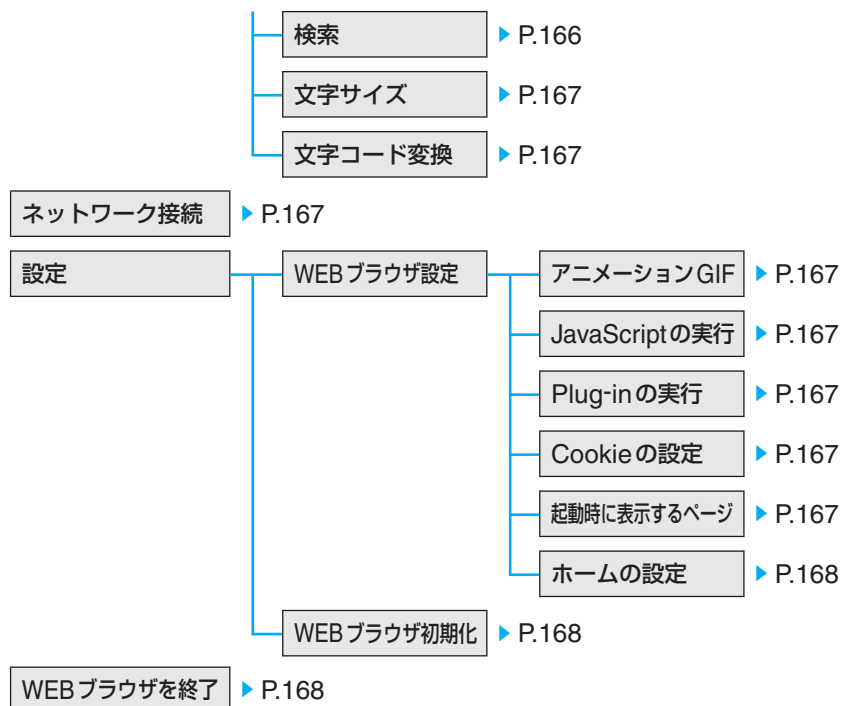 検索 ▶ P.166
文字サイズ ▶ P.167
文字コード変換 ▶ P.167
ネットワーク接続 ▶ P.167
設定 WEBブラウザ設定 アニメーションGIF ▶ P.167
JavaScriptの実行 ▶ P.167
Plug-inの実行 ▶ P.167
Cookieの設定 ▶ P.167
起動時に表示するページ ▶ P.167
ホームの設定 ▶ P.168
WEBブラウザ初期化 ▶ P.168
WEBブラウザを終了 ▶ P.168